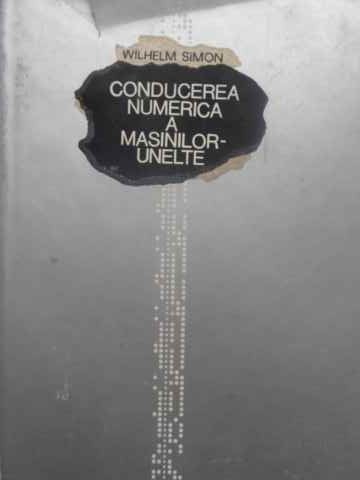 WILHELM SIMON
CONDUCEREA
NUMERICA
A
MASINILOR-
UNELTE